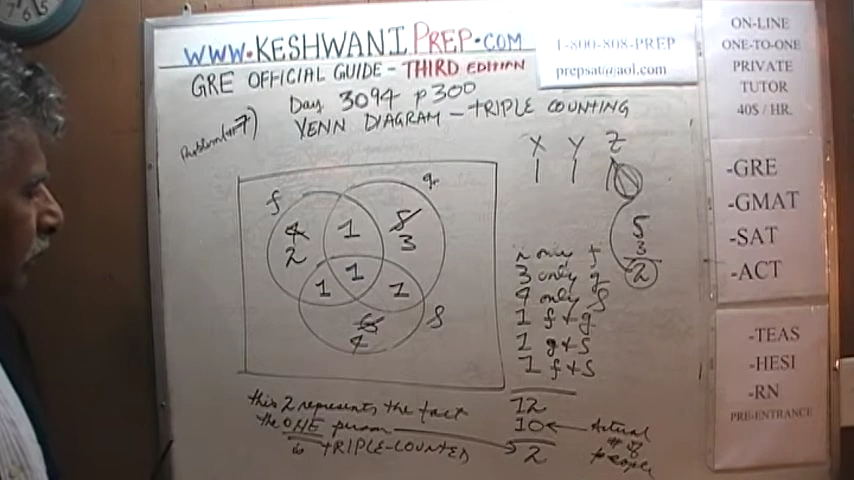 WWW.KESHWANIPREP.COM
GRE OFFICIAL GUIDE - THIRD EDITION
Day 3094 p300
VENN DIAGRAM - TRIPLE COUNTING
1-800-808-PREP
prepsat@aol.com
ON-LINE
ONE-TO-ONE
PRIVATE
TUTOR
40$ / HR.
-GRE
-GMAT
-SAT
-ACT
-TEAS
-HESI
-RN
PRE-ENTRANCE
X Y Z
1 1
5
3
2
f
4 1
2
3
1
1 1
4
only f
3 only g
4 only S
1 f+g
1 g+S
1 f+S
12
10 ← Actual
# of
people
2
this 2 represents the fact
the ONE person
is TRIPLE-COUNTED